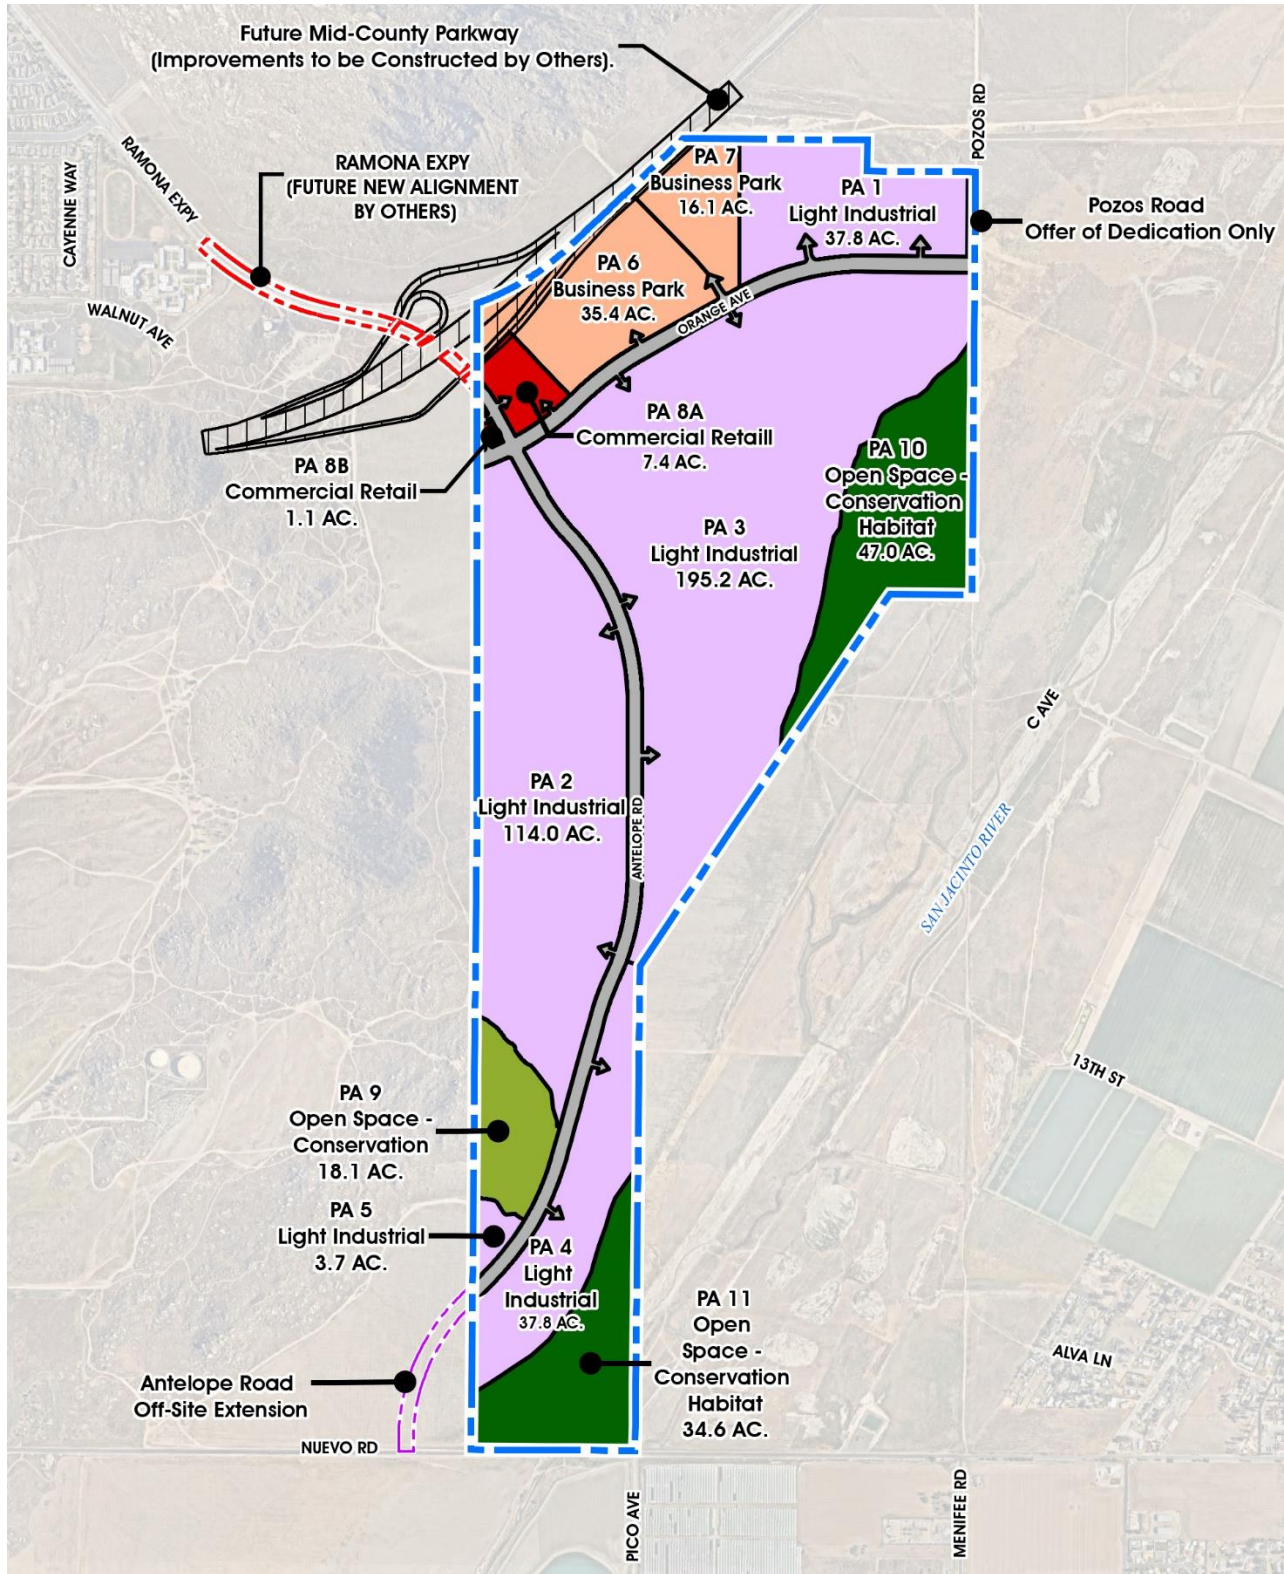 Future Mid-County Parkway
(Improvements to be Constructed by Others).
POZOS RD
RAMONA EXPY
CAYENNE WAY
RAMONA EXPY
(FUTURE NEW ALIGNMENT
BY OTHERS)
WALNUT AVE
PA 7
Business Park
16.1 AC.
PA 1
Light Industrial
37.8 AC.
Pozos Road
Offer of Dedication Only
PA 6
Business Park
35.4 AC.
ORANGE AVE
PA 8A
Commercial Retaill
7.4 AC.
PA 8B
Commercial Retail
1.1 AC.
PA 10
Open Space -
Conservation
Habitat
47.0 AC.
PA 3
Light Industrial
195.2 AC.
C AVE
SAN JACINTO RIVER
PA 2
Light Industrial
114.0 AC.
ANTELOPE RD
13TH ST
PA 9
Open Space -
Conservation
18.1 AC.
PA 5
Light Industrial
3.7 AC.
PA 4
Light
Industrial
37.8 AC.
PA 11
Open
Space -
Conservation
Habitat
34.6 AC.
ALVA LN
Antelope Road
Off-Site Extension
NUEVO RD
PICO AVE
MENIFEE RD